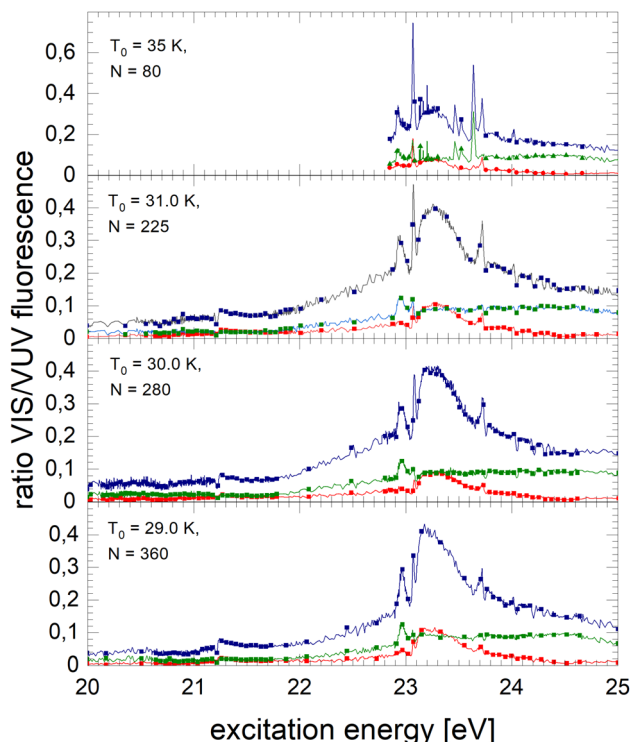 ratio VIS/VUV fluorescence
T₀ = 35 K,
N = 80
0,6
0,4
0,2
0
T₀ = 31.0 K,
N = 225
0,4
0,3
0,2
0,1
0
T₀ = 30.0 K,
N = 280
0,4
0,3
0,2
0,1
0
T₀ = 29.0 K,
N = 360
0,4
0,3
0,2
0,1
0
20 21 22 23 24 25
excitation energy [eV]